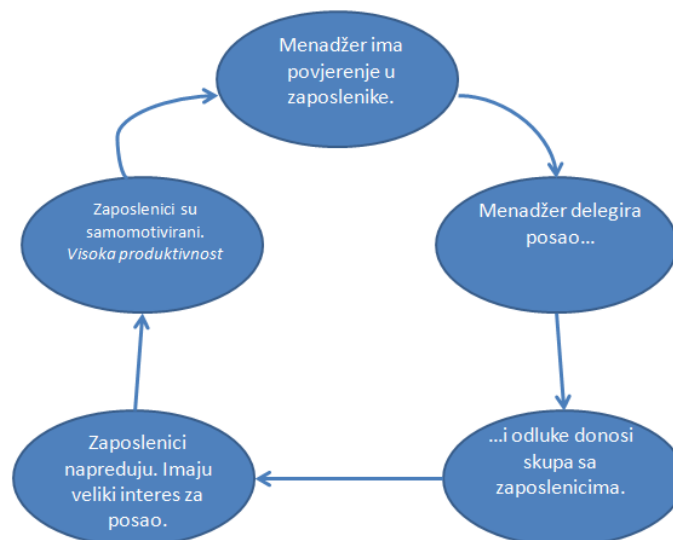 Menadžer ima
povjerenje u
zaposlenike.
Menadžer delegira
posao...
...i odluke donosi
skupa sa
zaposlenicima.
Zaposlenici
napreduju. Imaju
veliki interes za
posao.
Zaposlenici su
samomotivirani.
Visoka produktivnost